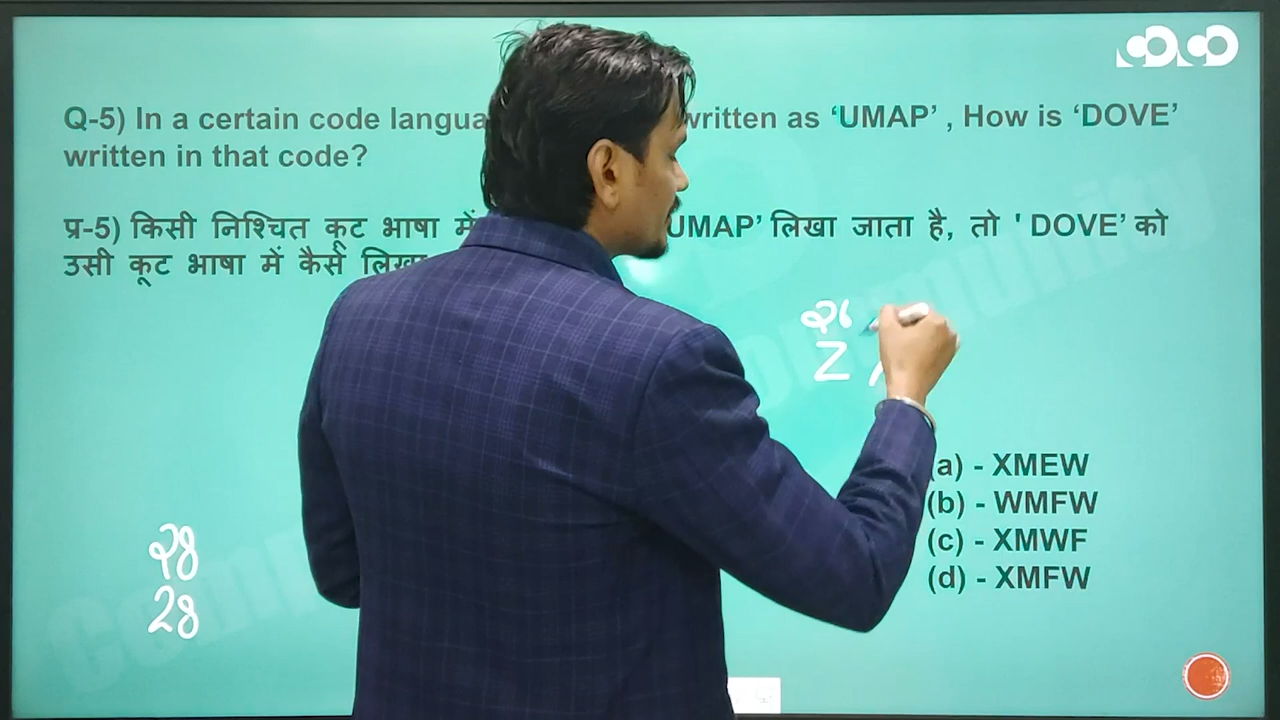 Q-5) In a certain code langua written as ‘UMAP’ , How is ‘DOVE’
written in that code?
प्र-5) किसी निश्चित कूट भाषा में UMAP’ लिखा जाता है, तो ' DOVE’ को
उसी कूट भाषा में कैसे लिखा
Z
(a) - XMEW
(b) - WMFW
(c) - XMWF
(d) - XMFW
28
28
Community